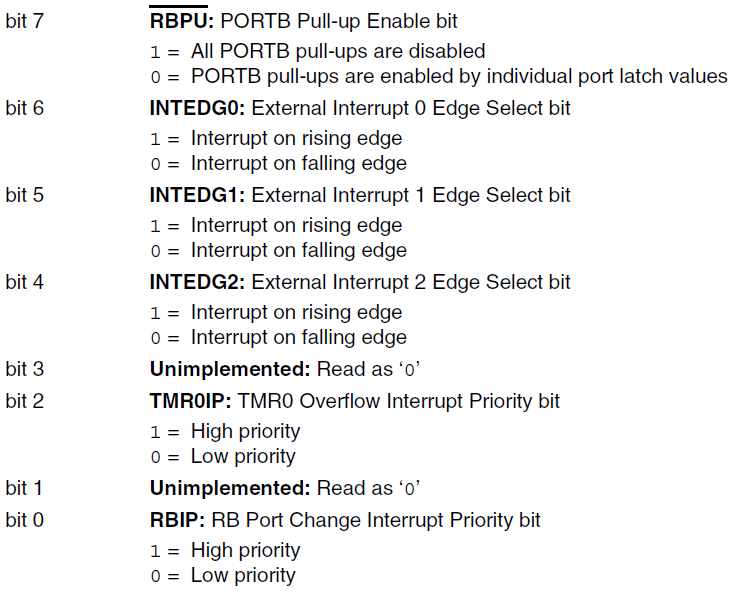 bit 7 RBPU: PORTB Pull-up Enable bit
1 = All PORTB pull-ups are disabled
0 = PORTB pull-ups are enabled by individual port latch values
bit 6 INTEDG0: External Interrupt 0 Edge Select bit
1 = Interrupt on rising edge
0 = Interrupt on falling edge
bit 5 INTEDG1: External Interrupt 1 Edge Select bit
1 = Interrupt on rising edge
0 = Interrupt on falling edge
bit 4 INTEDG2: External Interrupt 2 Edge Select bit
1 = Interrupt on rising edge
0 = Interrupt on falling edge
bit 3 Unimplemented: Read as ‘0’
bit 2 TMR0IP: TMR0 Overflow Interrupt Priority bit
1 = High priority
0 = Low priority
bit 1 Unimplemented: Read as ‘0’
bit 0 RBIP: RB Port Change Interrupt Priority bit
1 = High priority
0 = Low priority